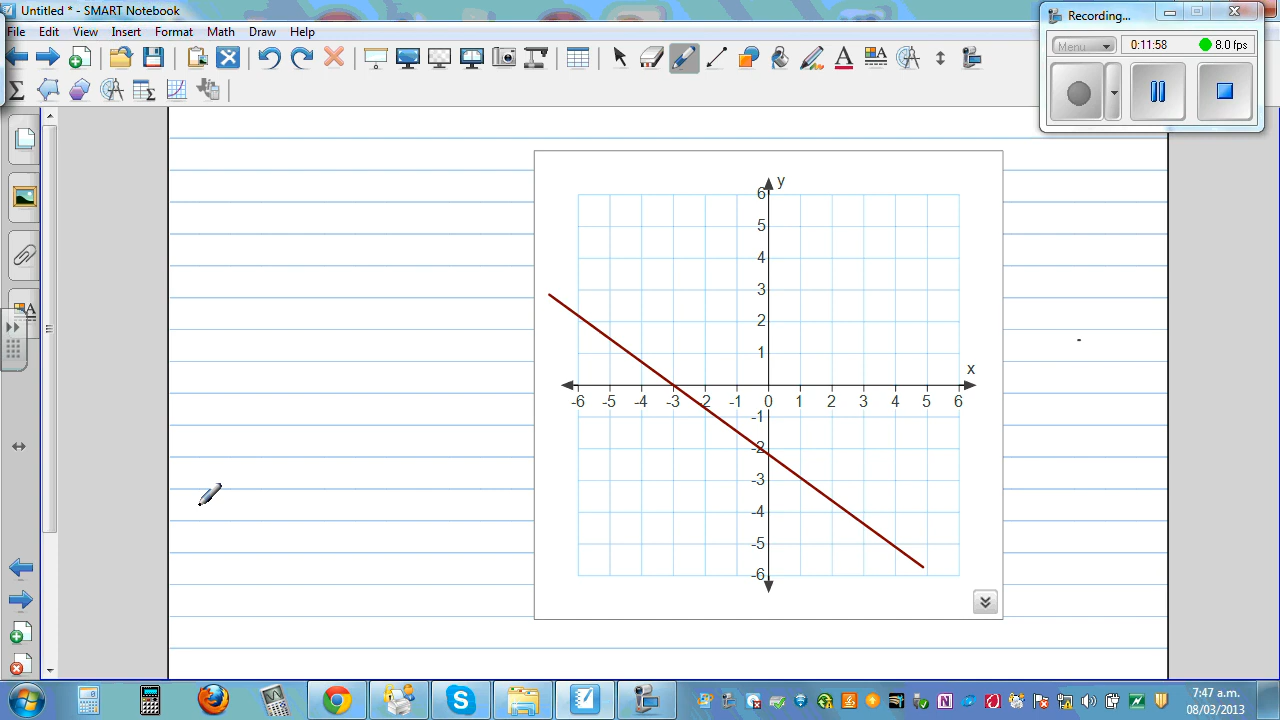 Untitled * - SMART Notebook
File Edit View Insert Format Math Draw Help
Recording...
Menu 0:11:58 8.0 fps
y
6
5
4
3
2
1
x
-6 -5 -4 -3 -2 -1 0 1 2 3 4 5 6
-1
-2
-3
-4
-5
-6
7:47 a.m.
08/03/2013